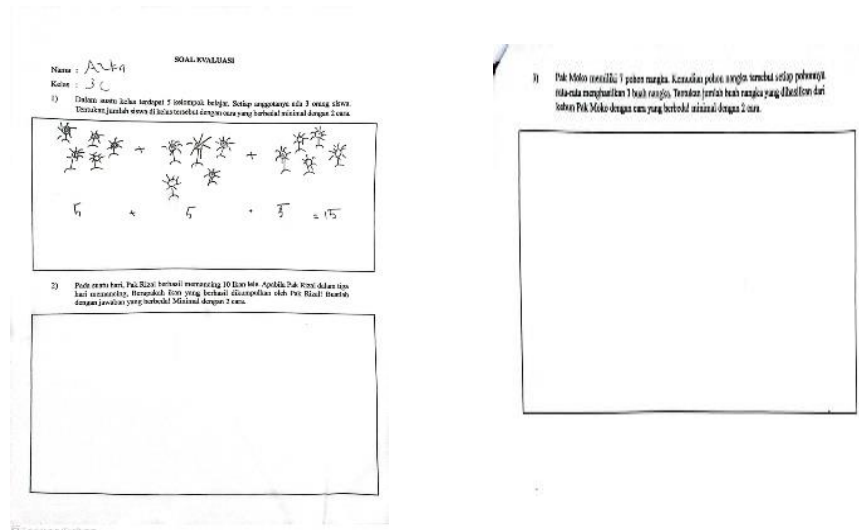 SOAL EVALUASI
Nama : Azka
Kelas : 3C
1) Dalam suatu kelas terdapat 5 kelompok belajar. Setiap anggotanya ada 3 orang siswa.
Tentukan jumlah siswa di kelas tersebut dengan cara yang berbeda! minimal dengan 2 cara.
+ +
5 + 5 + 5 = 15
2) Pada suatu hari, Pak Rizal berhasil memancing 10 Ikan lele. Apabila Pak Rizal dalam tiga
hari memancing, Berapakah ikan yang berhasil dikumpulkan oleh Pak Rizal! Buatlah
dengan jawaban yang berbeda! Minimal dengan 2 cara.
3) Pak Moko memiliki 7 pohon nangka. Kemudian pohon nangka tersebut setiap pohonnya
rata-rata menghasilkan 3 buah nangka. Tentukan jumlah buah nangka yang dihasilkan dari
kebun Pak Moko dengan cara yang berbeda! minimal dengan 2 cara.